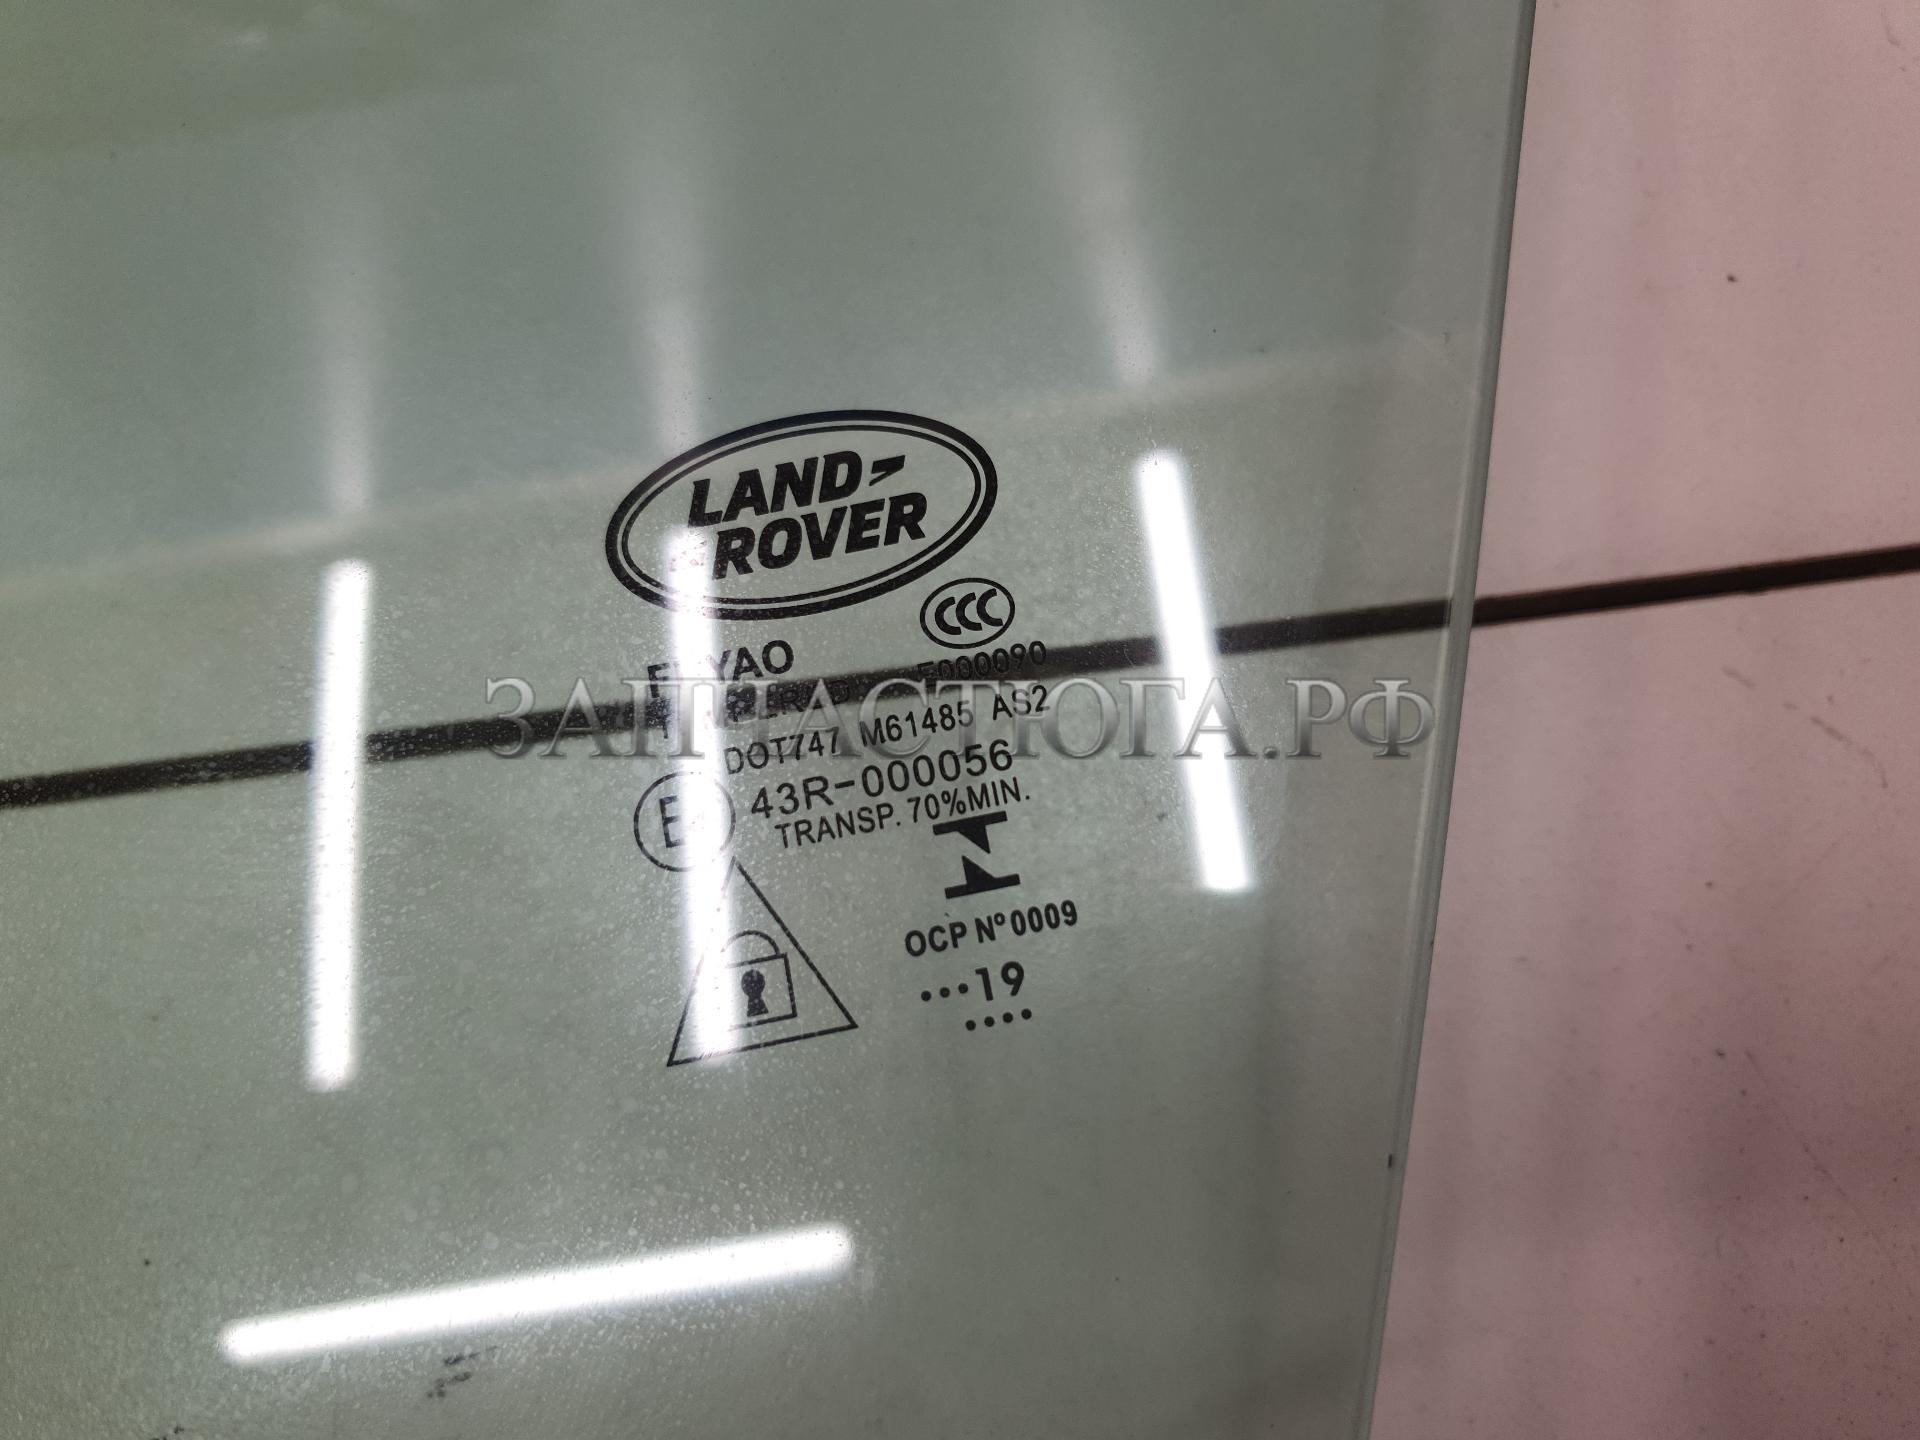 LAND
ROVER
CCC
E000090
ЗАПЧАСТЮГА.РФ
DOT747 M61485 AS2
43R-000056
TRANSP. 70%MIN.
OCP Nº0009
•••19
••••